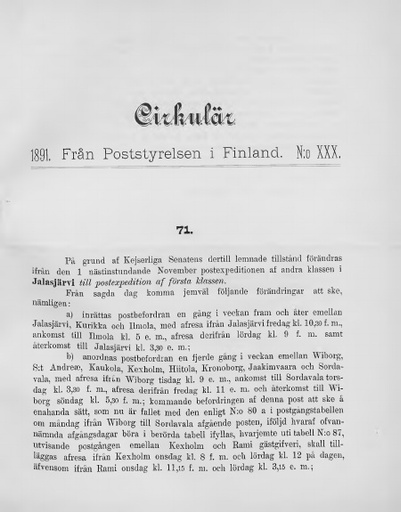 Cirkulär
1891. Från Poststyrelsen i Finland. N:o XXX.
71.
På grund af Kejserliga Senatens dertill lemnade tillstånd förändras
ifrån den 1 nästinstundande November postexpeditionen af andra klassen i
Jalasjärvi till postexpedition af första klassen.
Från sagda dag komma jemväl följande förändringar att ske,
nämligen:
a) inrättas postbefordran en gång i veckan fram och åter emellan
Jalasjärvi, Kurikka och Ilmola, med afresa ifrån Jalasjärvi fredag kl. 10,30 f. m.,
ankomst till Ilmola kl. 5 e. m., afresa derifrån lördag kl. 9 f. m. samt
återkomst till Jalasjärvi kl. 3,30 e. m.;
b) anordnas postbefordran en fjerde gång i veckan emellan Wiborg,
S:t Andreæ, Kaukola, Kexholm, Hiitola, Kronoborg, Jaakimvaara och Sorda-
vala, med afresa ifrån Wiborg tisdag kl. 9 e. m., ankomst till Sordavala tors-
dag kl. 3,30 f. m., afresa derifrån fredag kl. 11 e. m. och återkomst till Wi-
borg söndag kl. 5,30 f. m.; kommande befordringen af denna post att ske å
enahanda sätt, som nu är fallet med den enligt N:o 80 a i postgångstabellen
om måndag ifrån Wiborg till Sordavala afgående posten, iföljd hvaraf ofvan-
nämnda afgångsdagar böra i berörda tabell ifyllas, hvarjemte uti tabell N:o 87,
utvisande postgången emellan Kexholm och Rami gästgifveri, skall till-
läggas afresa ifrån Kexholm onsdag kl. 8 f. m. och lördag kl. 12 på dagen,
äfvensom ifrån Rami onsdag kl. 11,15 f. m. och lördag kl. 3,15 e. m.;